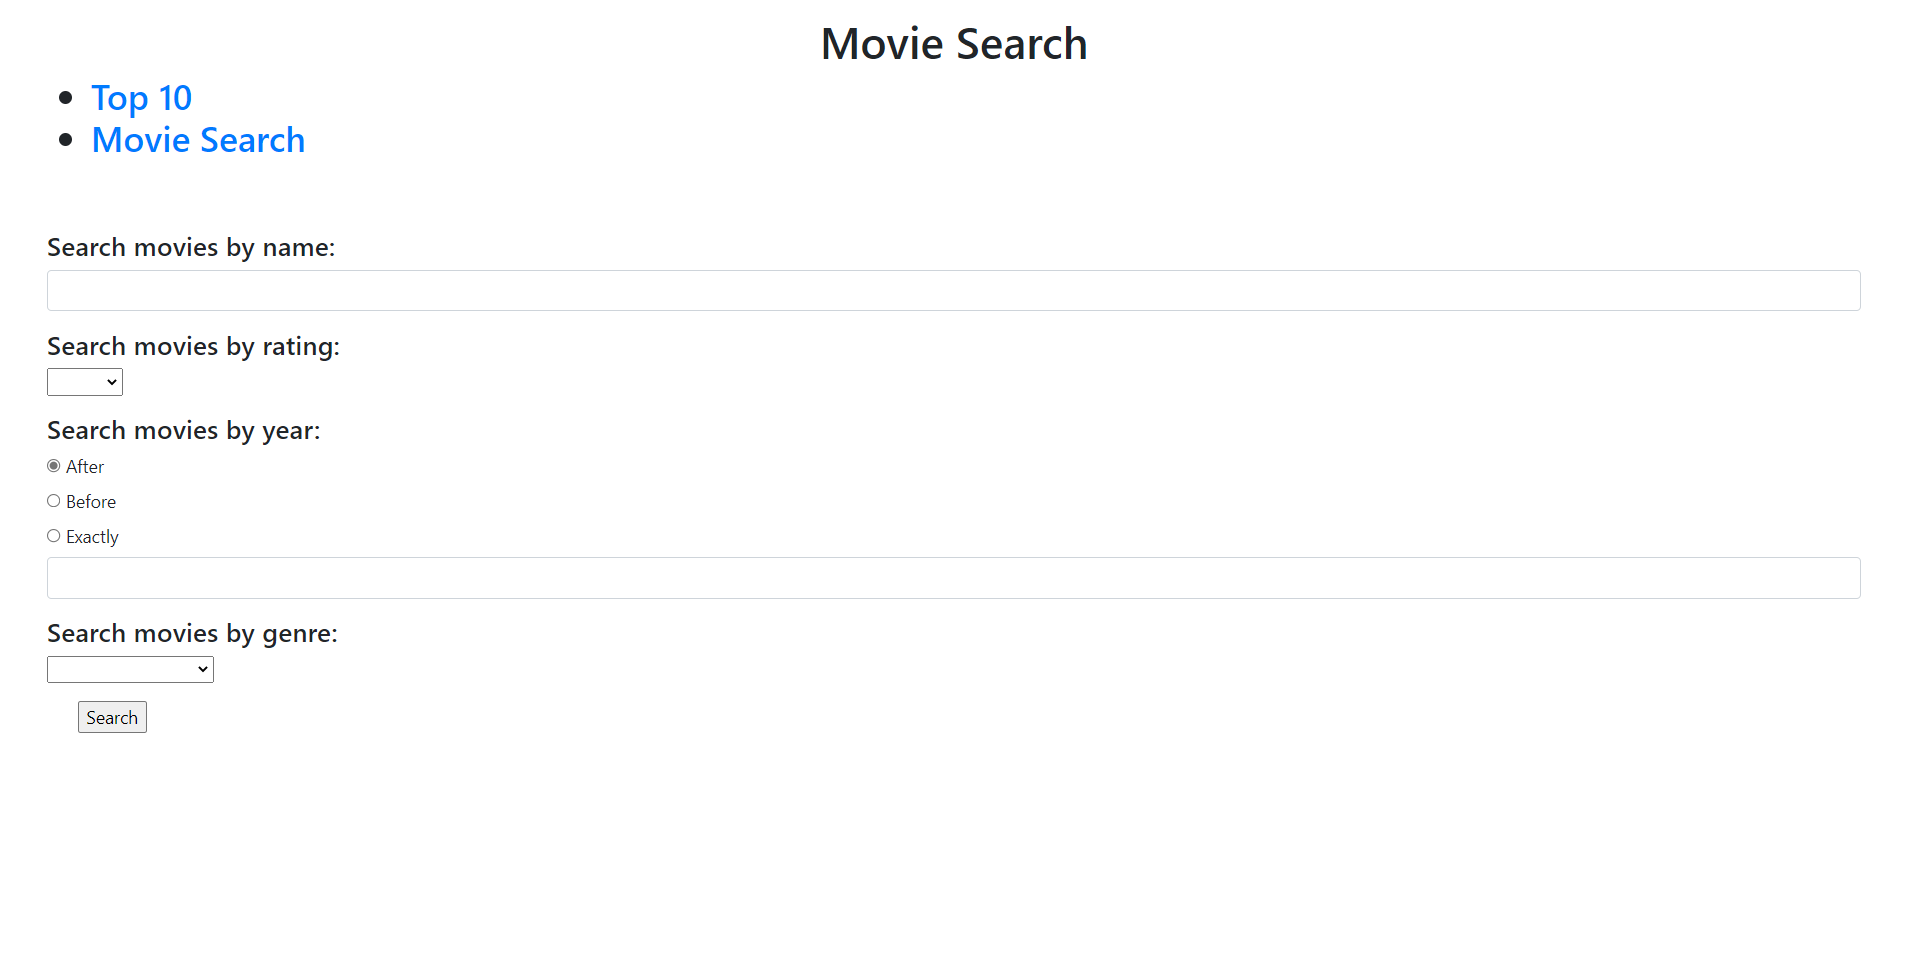 Movie Search
Top 10
Movie Search
Search movies by name:
Search movies by rating:
Search movies by year:
After
Before
Exactly
Search movies by genre:
Search